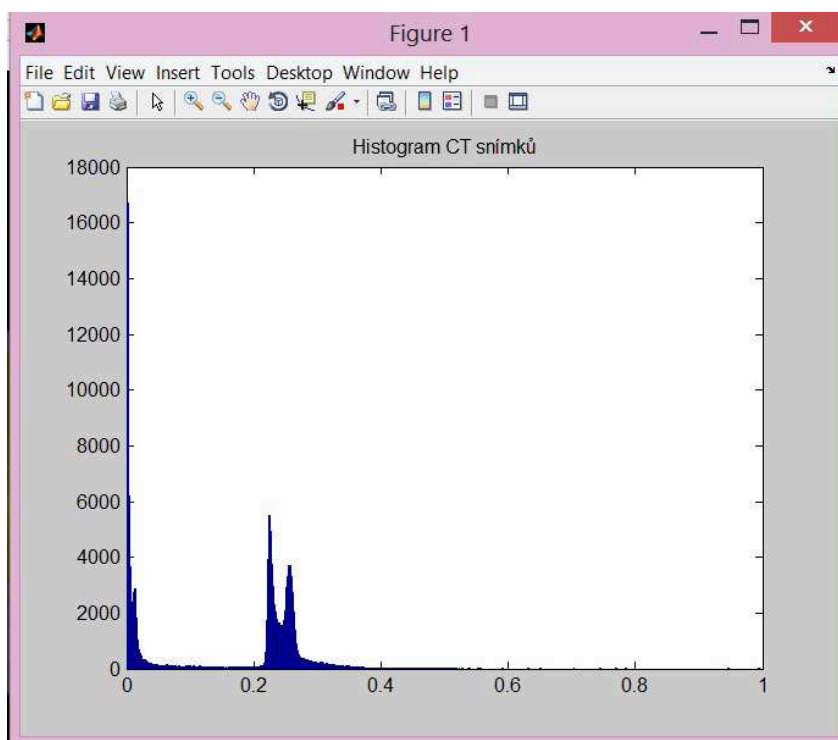 Figure 1
File Edit View Insert Tools Desktop Window Help
Histogram CT snímků
18000
16000
14000
12000
10000
8000
6000
4000
2000
0
0 0.2 0.4 0.6 0.8 1